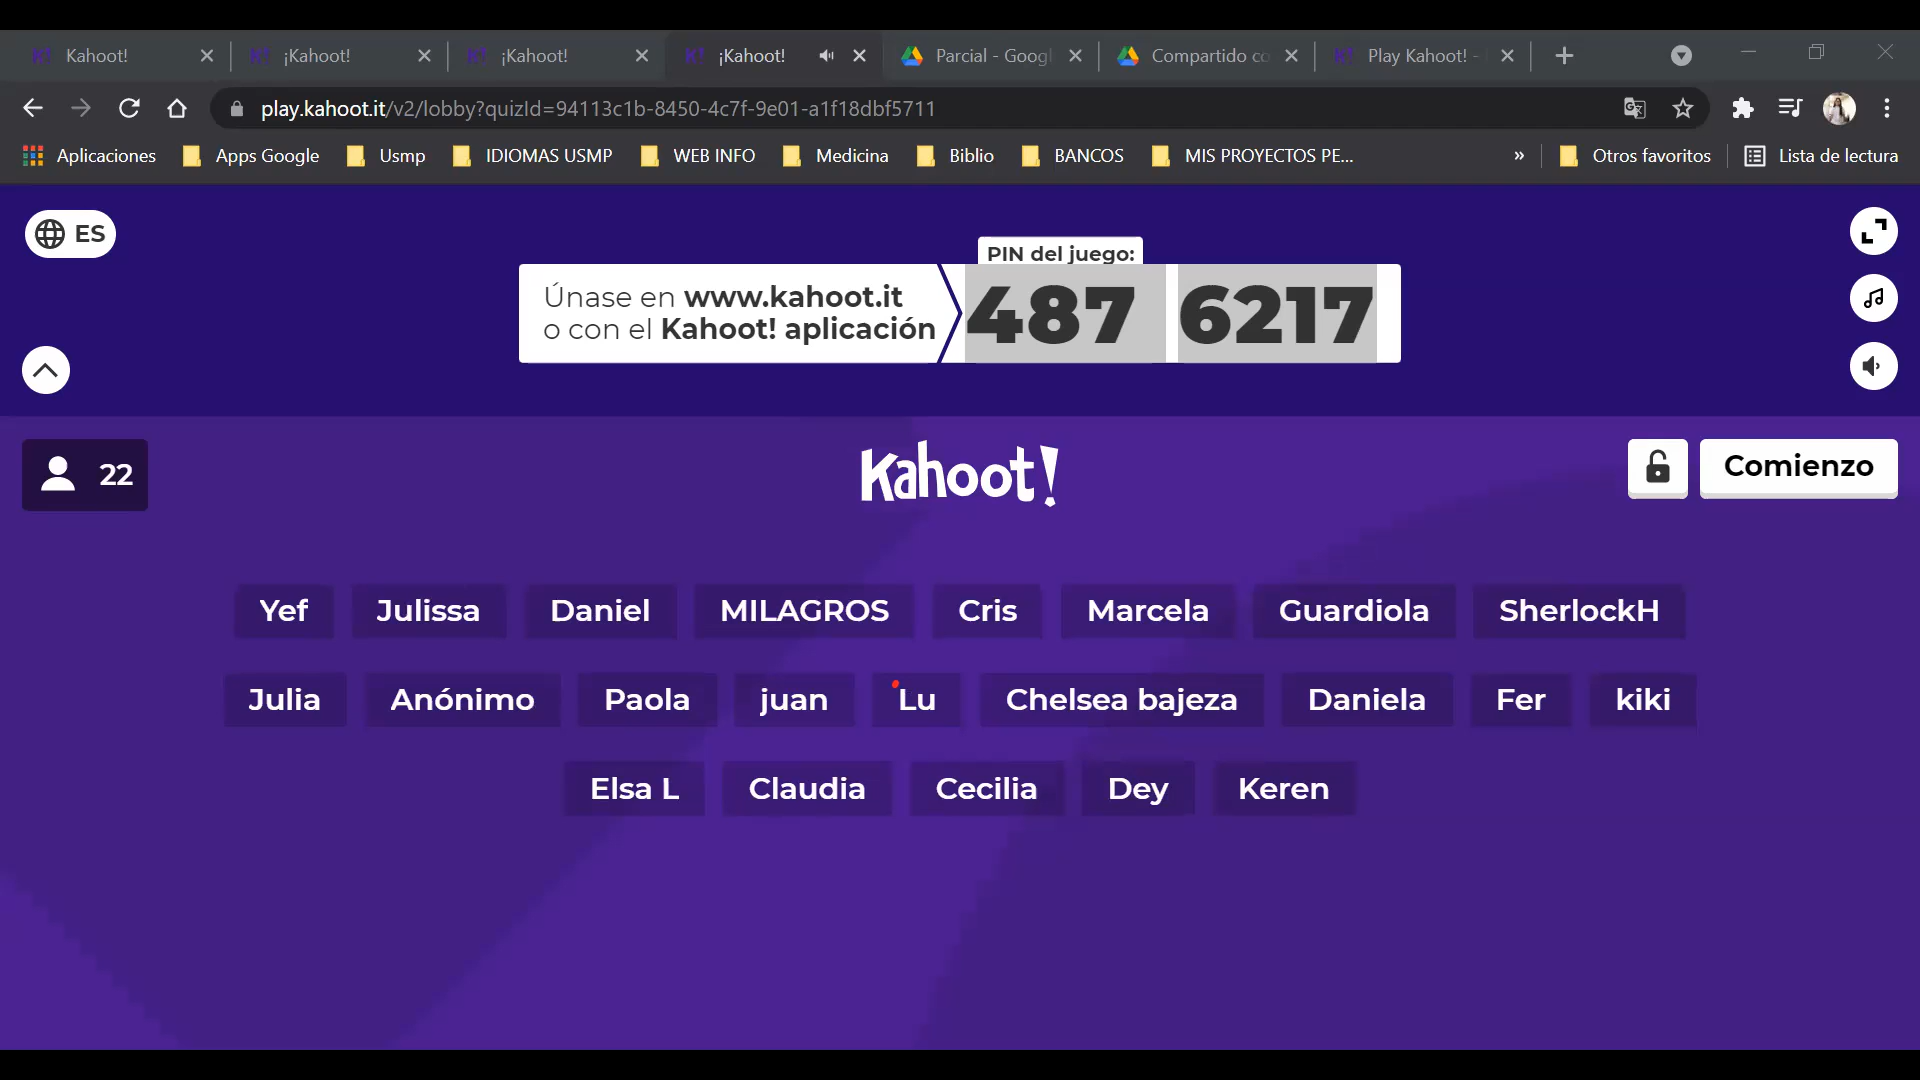 Kahoot! ¡Kahoot! ¡Kahoot! ¡Kahoot! Parcial - Googl Compartido co Play Kahoot! -
play.kahoot.it/v2/lobby?quizId=94113c1b-8450-4c7f-9e01-a1f18dbf5711
Aplicaciones Apps Google Usmp IDIOMAS USMP WEB INFO Medicina Biblio BANCOS MIS PROYECTOS PE... » Otros favoritos Lista de lectura
ES
PIN del juego:
Únase en www.kahoot.it
o con el Kahoot! aplicación
487 6217
22
Kahoot!
Comienzo
Yef Julissa Daniel MILAGROS Cris Marcela Guardiola SherlockH
Julia Anónimo Paola juan Lu Chelsea bajeza Daniela Fer kiki
Elsa L Claudia Cecilia Dey Keren